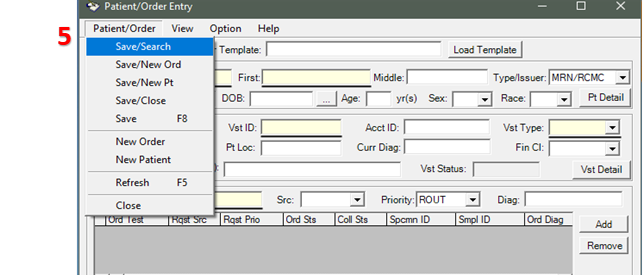 Patient/Order Entry
Patient/Order View Option Help
5
Save/Search
Save/New Ord
Save/New Pt
Save/Close
Save F8
New Order
New Patient
Refresh F5
Close
Template: Load Template
First: Middle: Type/Issuer: MRN/RCMC
DOB: ... Age: yr(s) Sex: Race: Pt Detail
Vst ID: Acct ID: Vst Type:
Pt Loc: Curr Diag: Fin Cl:
): Vst Status: Vst Detail
Src: Priority: ROUT Diag:
Ord Test Rqst Src Rqst Prio Ord Sts Coll Sts Spcmn ID Smpl ID Ord Diag
Add
Remove